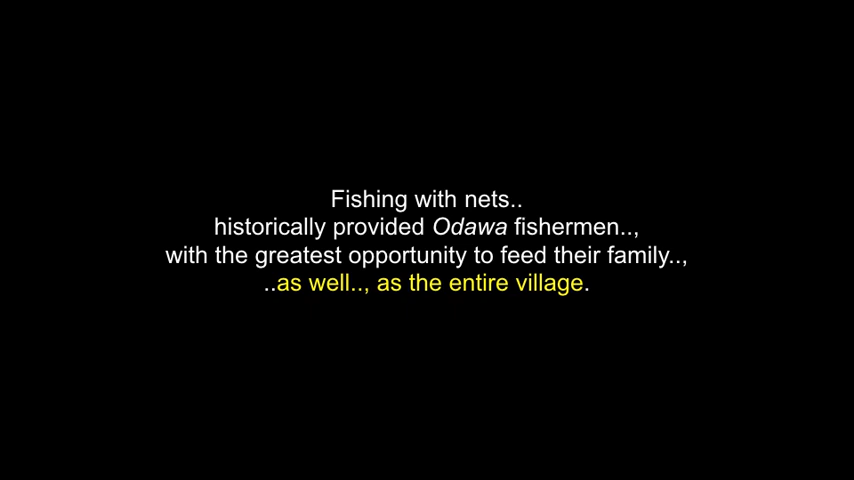 Fishing with nets..
historically provided Odawa fishermen..,
with the greatest opportunity to feed their family..,
..as well.., as the entire village.